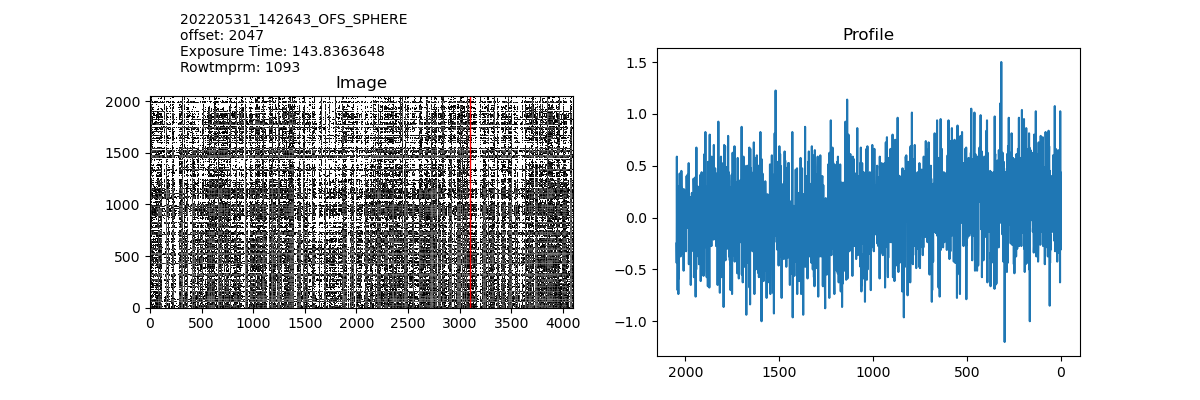 20220531_142643_OFS_SPHERE
offset: 2047
Exposure Time: 143.8363648
Rowtmprm: 1093
Image
Profile
2000
1500
1000
500
0
0 500 1000 1500 2000 2500 3000 3500 4000
1.5
1.0
0.5
0.0
−0.5
−1.0
2000 1500 1000 500 0